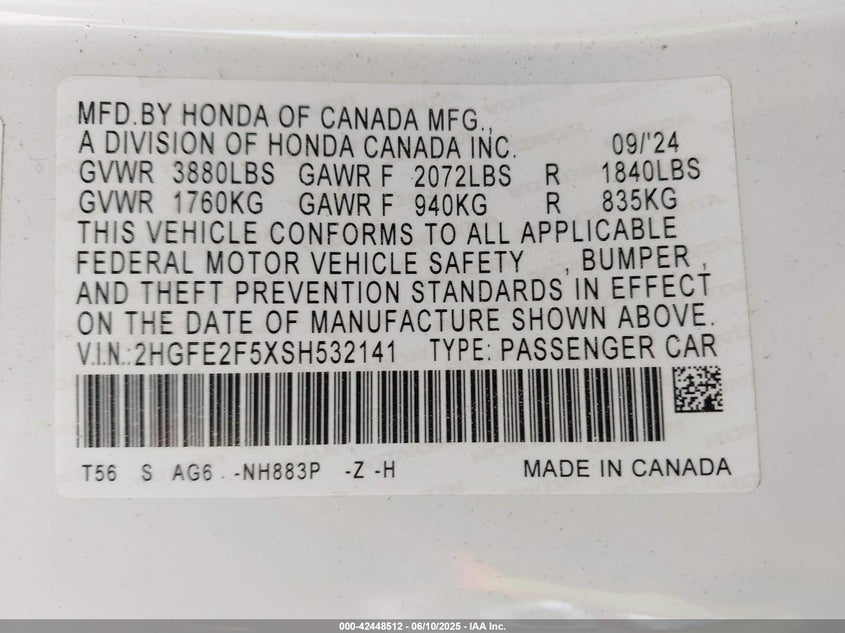 MFD.BY HONDA OF CANADA MFG.,
A DIVISION OF HONDA CANADA INC. 09/'24
GVWR 3880LBS GAWR F 2072LBS R 1840LBS
GVWR 1760KG GAWR F 940KG R 835KG
THIS VEHICLE CONFORMS TO ALL APPLICABLE
FEDERAL MOTOR VEHICLE SAFETY , BUMPER ,
AND THEFT PREVENTION STANDARDS IN EFFECT
ON THE DATE OF MANUFACTURE SHOWN ABOVE.
V.I.N.:2HGFE2F5XSH532141 TYPE: PASSENGER CAR
T56 S AG6 -NH883P -Z -H MADE IN CANADA
000-42448512 - 06/10/2025 - IAA Inc.